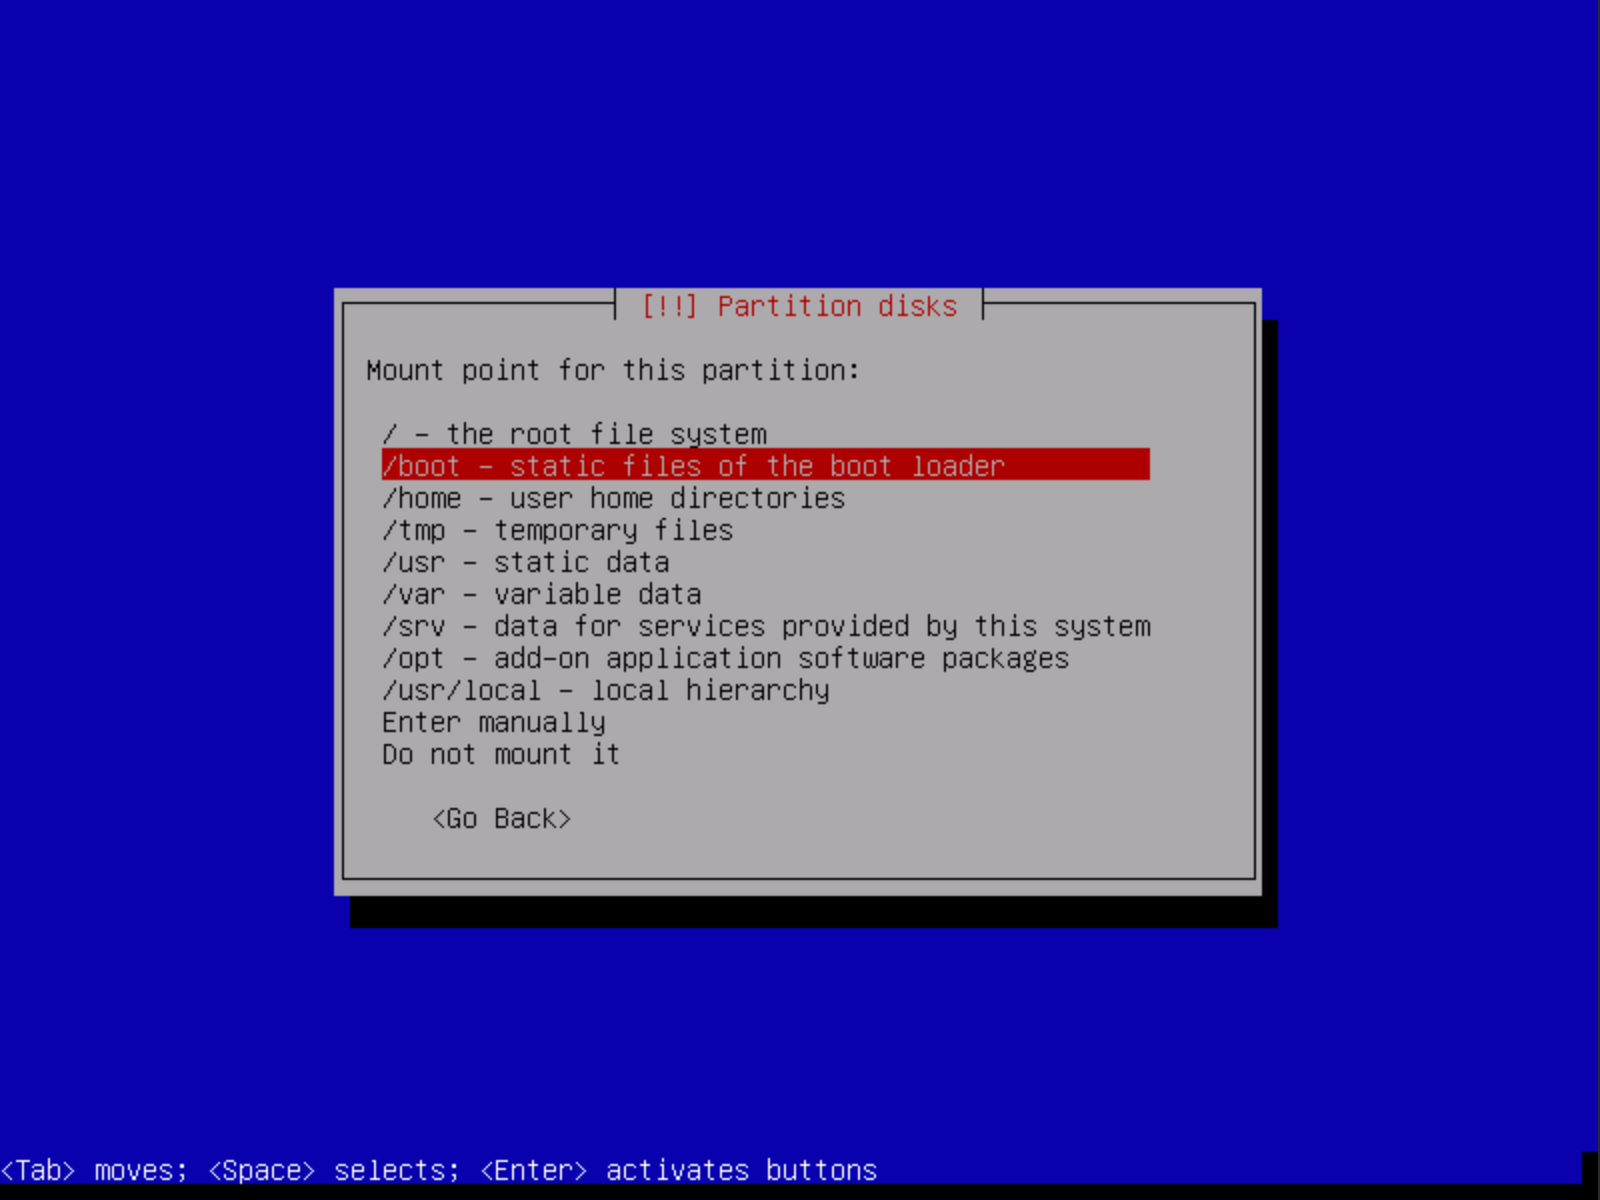 [!!] Partition disks
Mount point for this partition:
/ - the root file system
/boot - static files of the boot loader
/home - user home directories
/tmp - temporary files
/usr - static data
/var - variable data
/srv - data for services provided by this system
/opt - add-on application software packages
/usr/local - local hierarchy
Enter manually
Do not mount it
<Go Back>
<Tab> moves; <Space> selects; <Enter> activates buttons